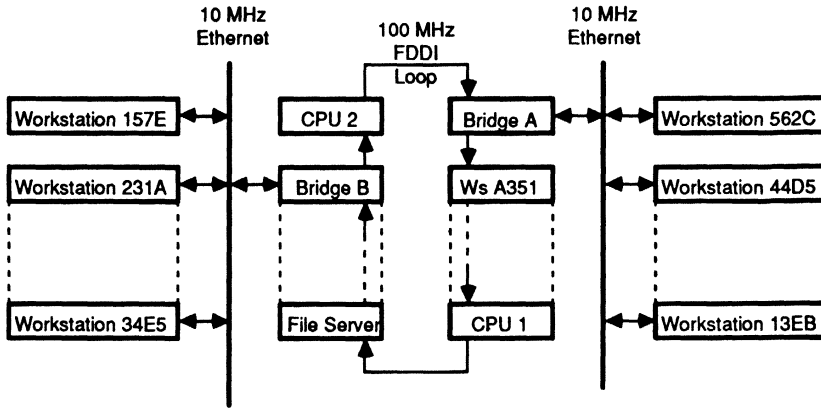 10 MHz
Ethernet
100 MHz
FDDI
Loop
10 MHz
Ethernet
Workstation 157E
CPU 2
Bridge A
Workstation 562C
Workstation 231A
Bridge B
Ws A351
Workstation 44D5
Workstation 34E5
File Server
CPU 1
Workstation 13EB